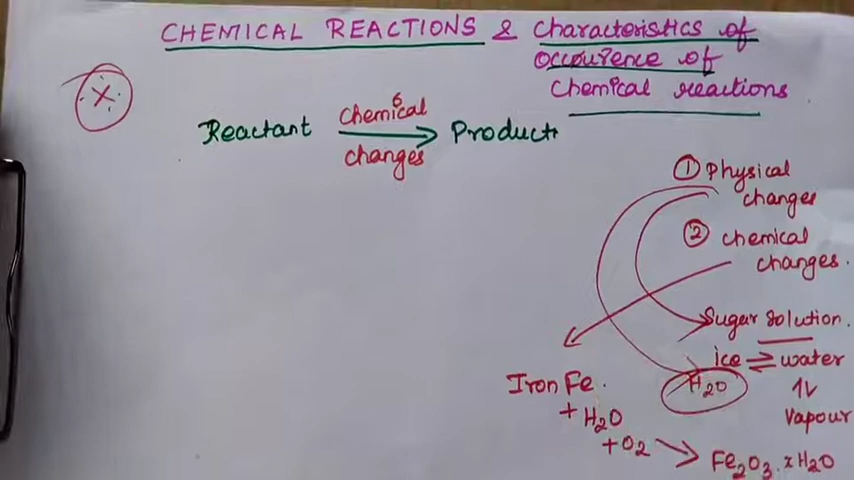 CHEMICAL REACTIONS & Characteristics of
Occurence of
Chemical reactions
X
Reactant Chemical changes Product
① Physical
changes
② chemical
changes.
Sugar solution.
ice ⇌ water
H2O
Vapour
Iron Fe.
+ H2O
+ O2 → Fe2O3.xH2O